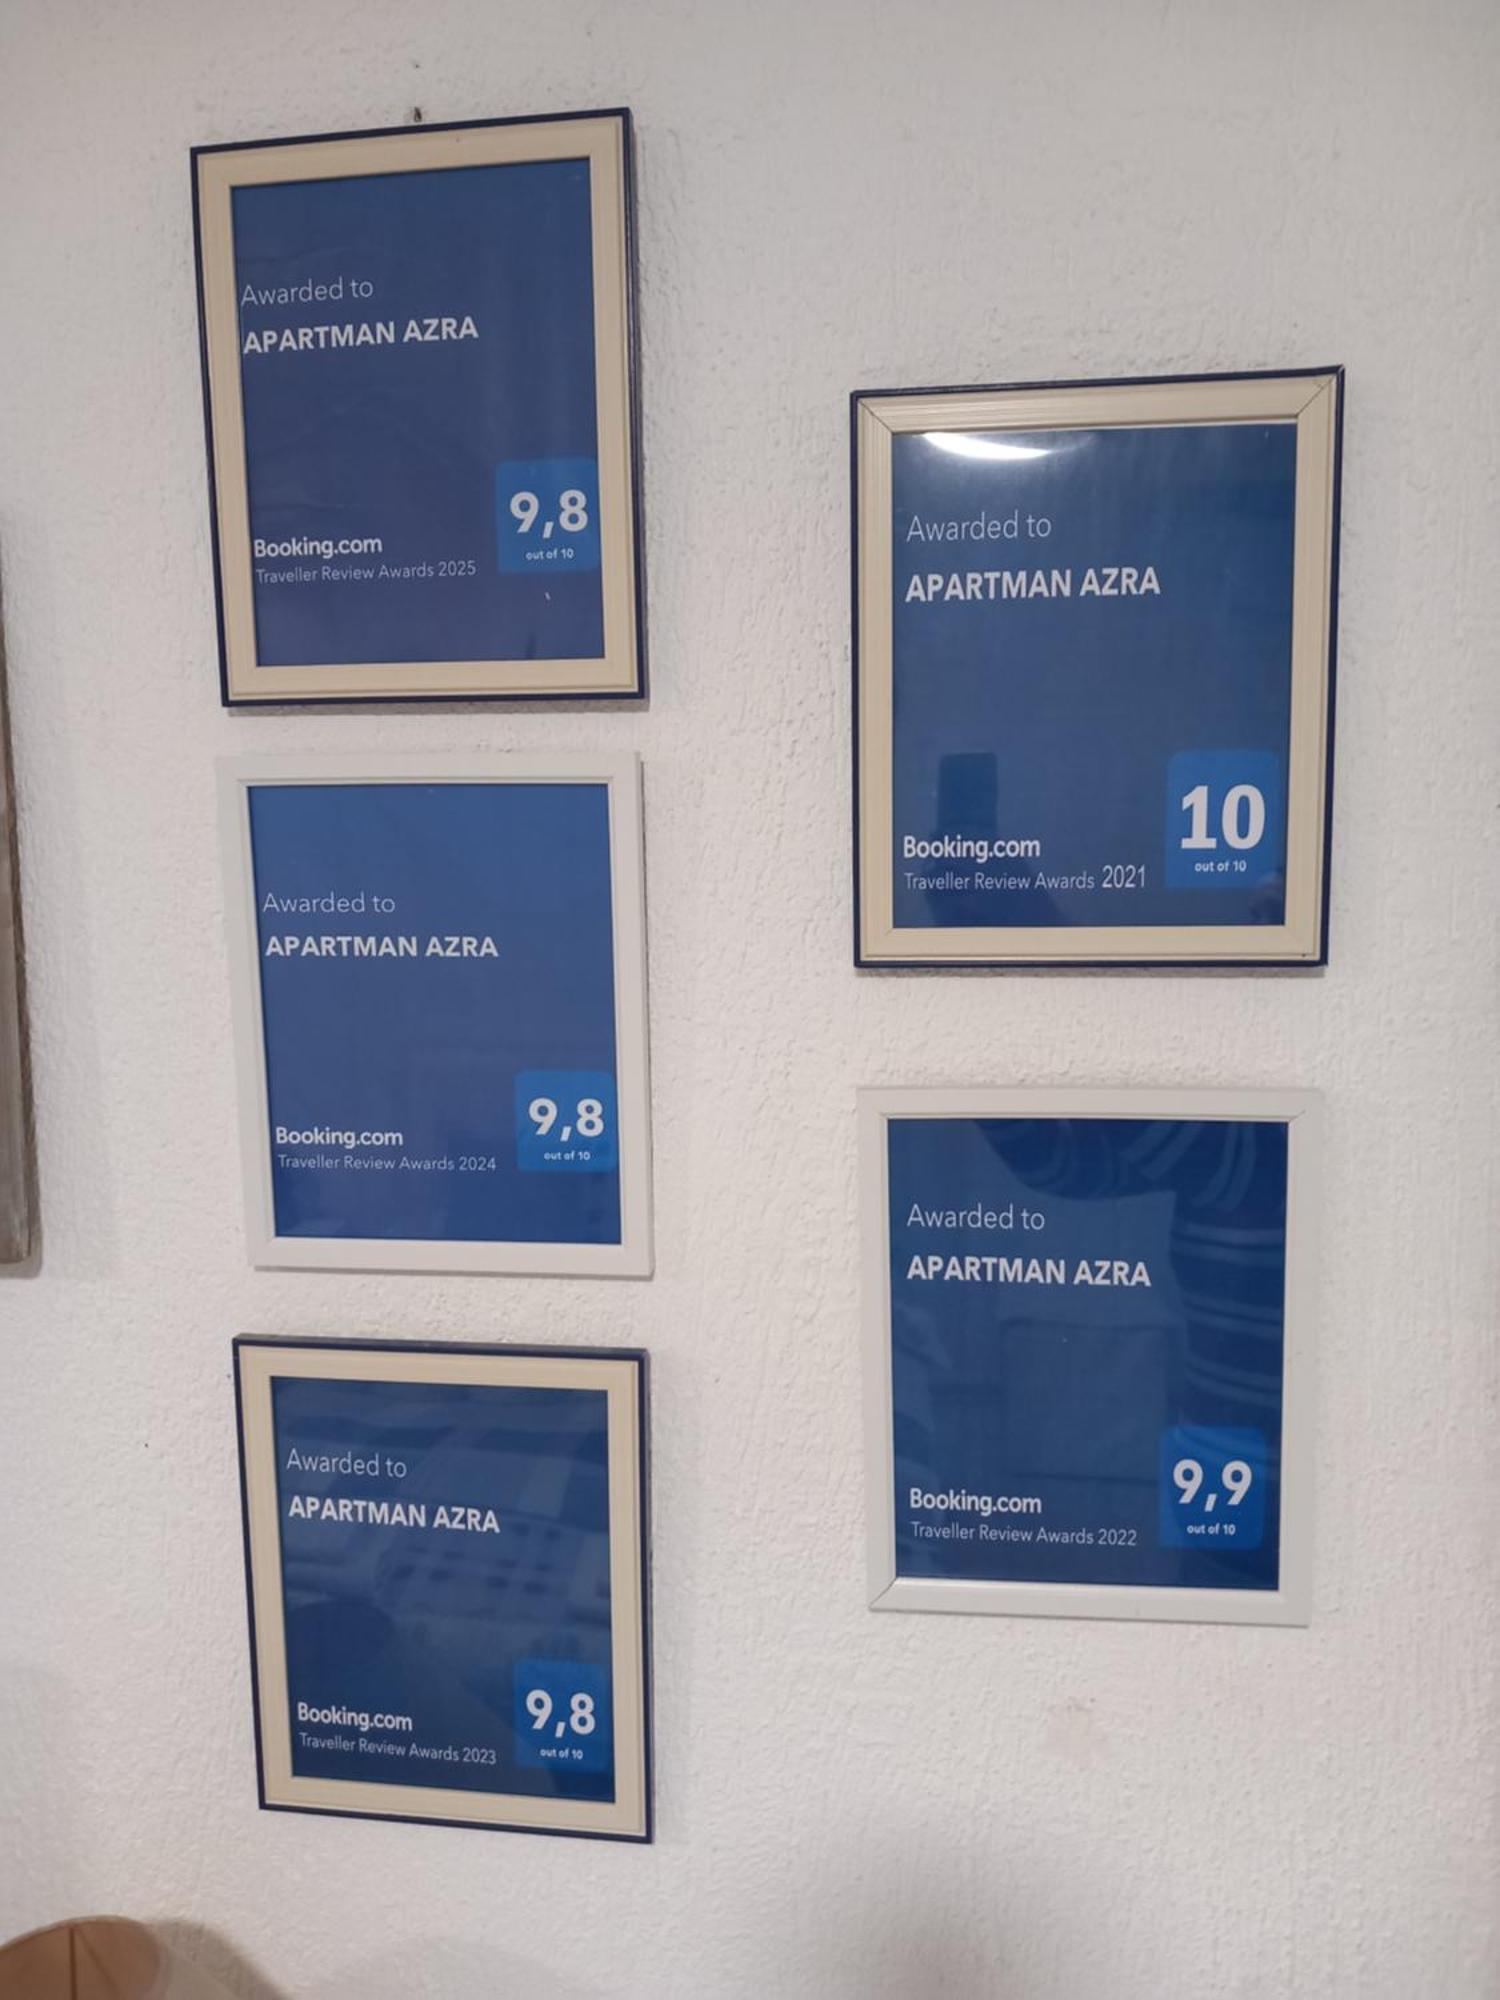 Awarded to
APARTMAN AZRA
9,8
out of 10
Booking.com
Traveller Review Awards 2025
Awarded to
APARTMAN AZRA
9,8
out of 10
Booking.com
Traveller Review Awards 2024
Awarded to
APARTMAN AZRA
9,8
out of 10
Booking.com
Traveller Review Awards 2023
Awarded to
APARTMAN AZRA
10
out of 10
Booking.com
Traveller Review Awards 2021
Awarded to
APARTMAN AZRA
9,9
out of 10
Booking.com
Traveller Review Awards 2022